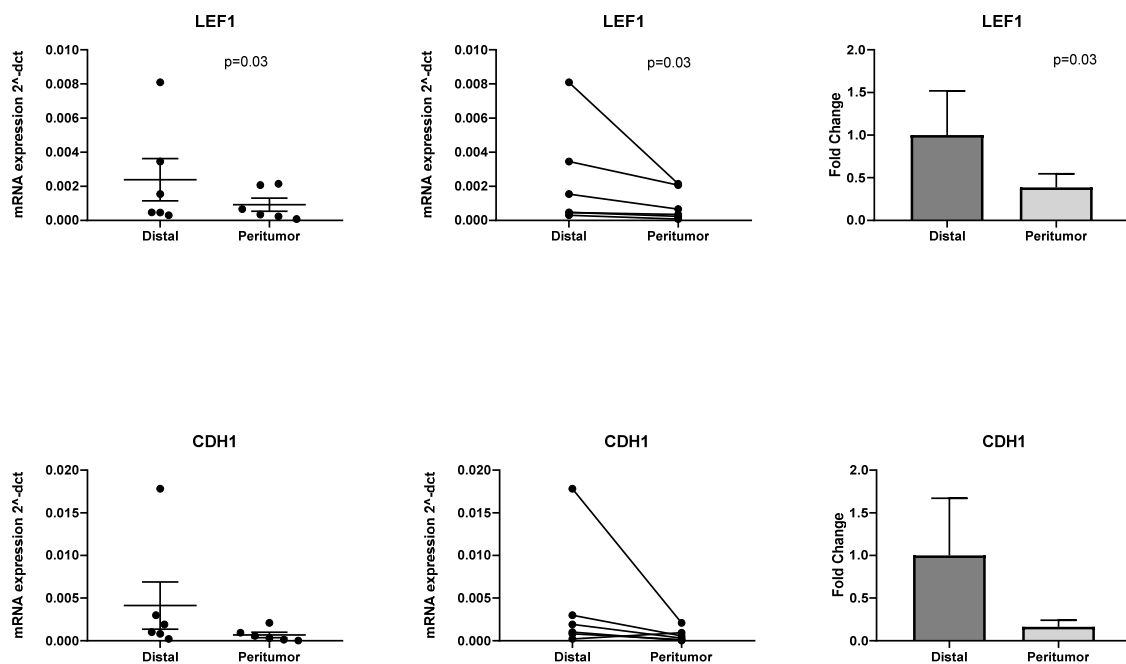 LEF1
mRNA expression 2^-dct
0.010
0.008
0.006
0.004
0.002
0.000
p=0.03
Distal
Peritumor
LEF1
mRNA expression 2^-dct
0.010
0.008
0.006
0.004
0.002
0.000
p=0.03
Distal
Peritumor
LEF1
Fold Change
2.0
1.5
1.0
0.5
0.0
p=0.03
Distal
Peritumor
CDH1
mRNA expression 2^-dct
0.020
0.015
0.010
0.005
0.000
Distal
Peritumor
CDH1
mRNA expression 2^-dct
0.020
0.015
0.010
0.005
0.000
Distal
Peritumor
CDH1
Fold Change
2.0
1.5
1.0
0.5
0.0
Distal
Peritumor